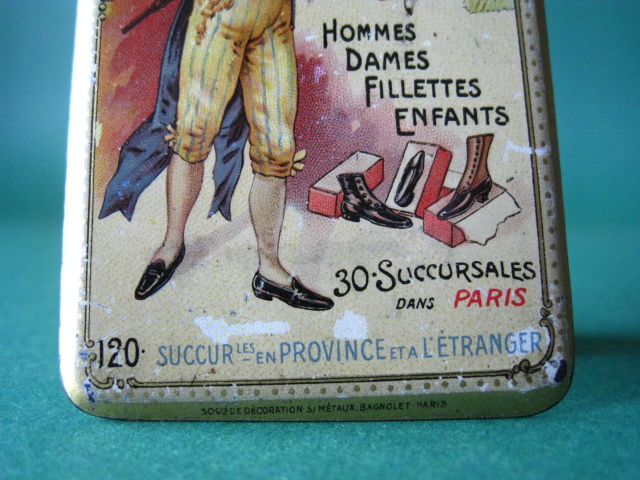 HOMMES
DAMES
FILLETTES
ENFANTS
30·SUCCURSALES
DANS PARIS
120· SUCCURLES EN PROVINCE ET A L'ÉTRANGER
SOCTÉ DE DÉCORATION S/ MÉTAUX, BAGNOLET-PARIS